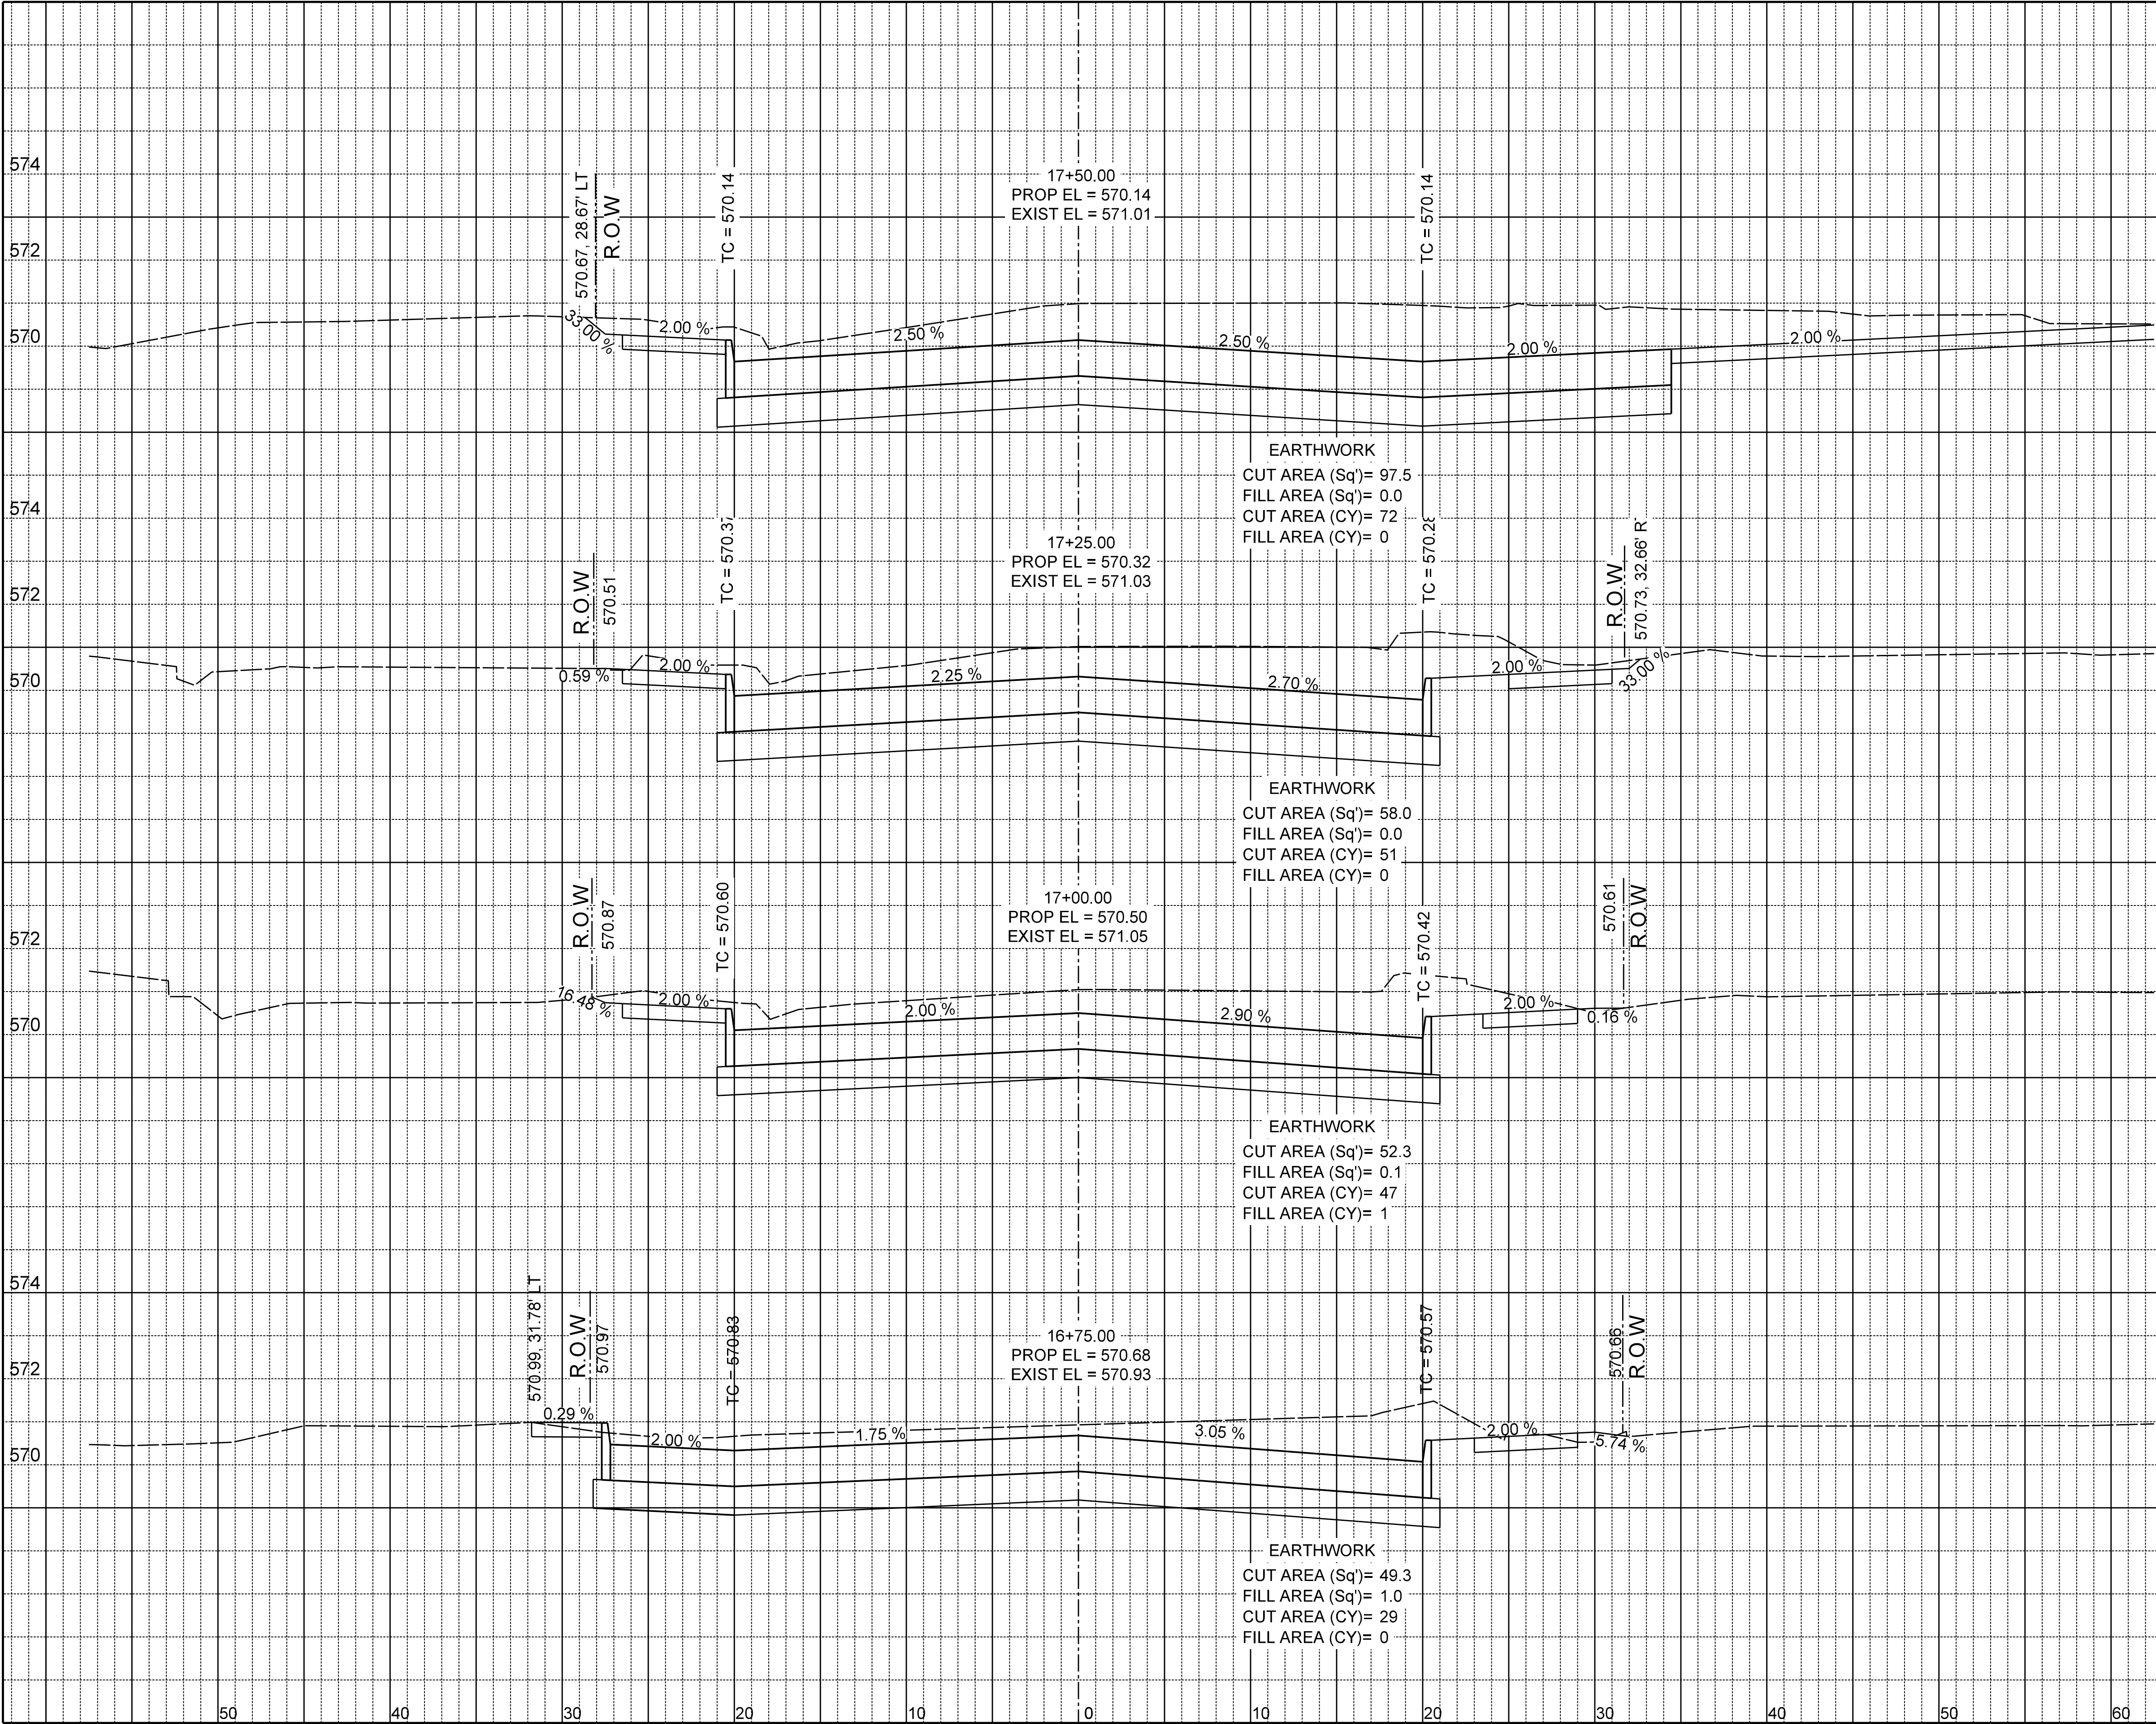 574
572
570
570.67, 28.67' LT
R.O.W
TC = 570.14
17+50.00
PROP EL = 570.14
EXIST EL = 571.01
TC = 570.14
33.00 %
2.00 %
2.50 %
2.50 %
2.00 %
2.00 %
EARTHWORK
CUT AREA (Sq')= 97.5
FILL AREA (Sq')= 0.0
CUT AREA (CY)= 72
FILL AREA (CY)= 0
574
572
570
R.O.W
570.51
TC = 570.37
17+25.00
PROP EL = 570.32
EXIST EL = 571.03
TC = 570.28
R.O.W
570.73, 32.66' R
0.59 %
2.00 %
2.25 %
2.70 %
2.00 %
33.00 %
EARTHWORK
CUT AREA (Sq')= 58.0
FILL AREA (Sq')= 0.0
CUT AREA (CY)= 51
FILL AREA (CY)= 0
572
570
R.O.W
570.87
TC = 570.60
17+00.00
PROP EL = 570.50
EXIST EL = 571.05
TC = 570.42
570.61
R.O.W
16.48 %
2.00 %
2.00 %
2.90 %
2.00 %
0.16 %
EARTHWORK
CUT AREA (Sq')= 52.3
FILL AREA (Sq')= 0.1
CUT AREA (CY)= 47
FILL AREA (CY)= 1
574
572
570
570.99, 31.78' LT
R.O.W
570.97
TC = 570.83
16+75.00
PROP EL = 570.68
EXIST EL = 570.93
TC = 570.57
570.66
R.O.W
0.29 %
2.00 %
1.75 %
3.05 %
2.00 %
-5.74 %
EARTHWORK
CUT AREA (Sq')= 49.3
FILL AREA (Sq')= 1.0
CUT AREA (CY)= 29
FILL AREA (CY)= 0
50 40 30 20 10 0 10 20 30 40 50 60